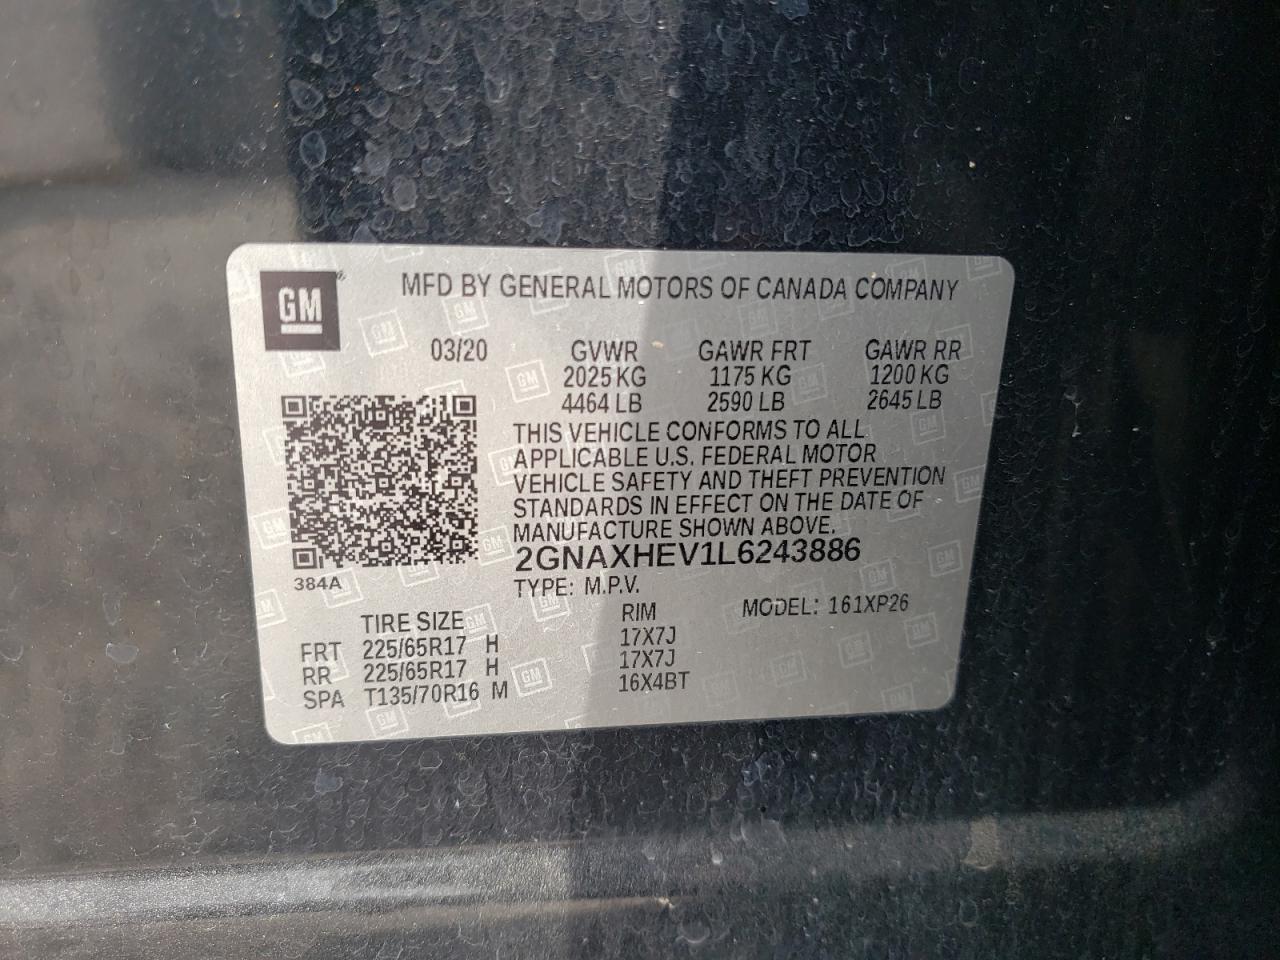 GM ®
MFD BY GENERAL MOTORS OF CANADA COMPANY
03/20 GVWR GAWR FRT GAWR RR
2025 KG 1175 KG 1200 KG
4464 LB 2590 LB 2645 LB
THIS VEHICLE CONFORMS TO ALL
APPLICABLE U.S. FEDERAL MOTOR
VEHICLE SAFETY AND THEFT PREVENTION
STANDARDS IN EFFECT ON THE DATE OF
MANUFACTURE SHOWN ABOVE.
2GNAXHEV1L6243886
384A
TYPE: M.P.V.
TIRE SIZE RIM MODEL: 161XP26
FRT 225/65R17 H 17X7J
RR 225/65R17 H 17X7J
SPA T135/70R16 M 16X4BT